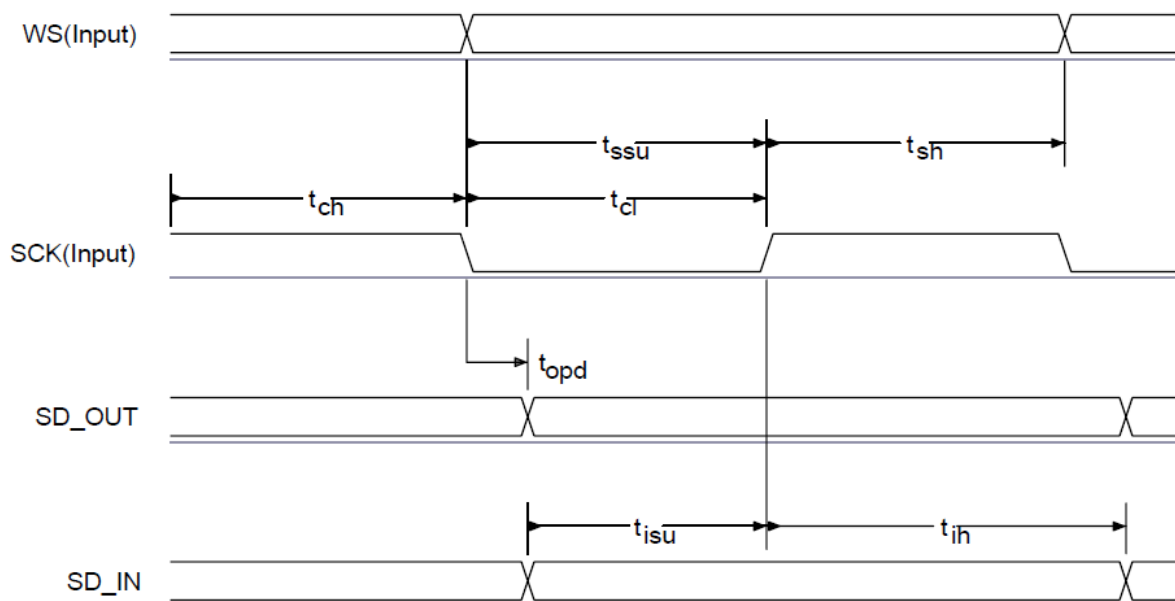 WS(Input)
tssu
tsh
tch
tcl
SCK(Input)
topd
SD_OUT
tisu
tih
SD_IN